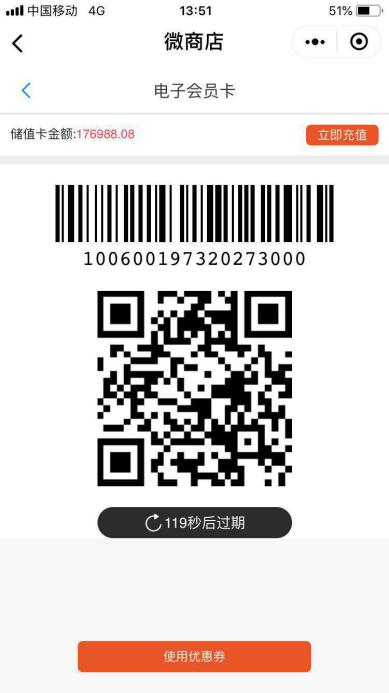 中国移动 4G 13:51 51%
微商店
电子会员卡
储值卡金额:176988.08 立即充值
100600197320273000
119秒后过期
使用优惠券